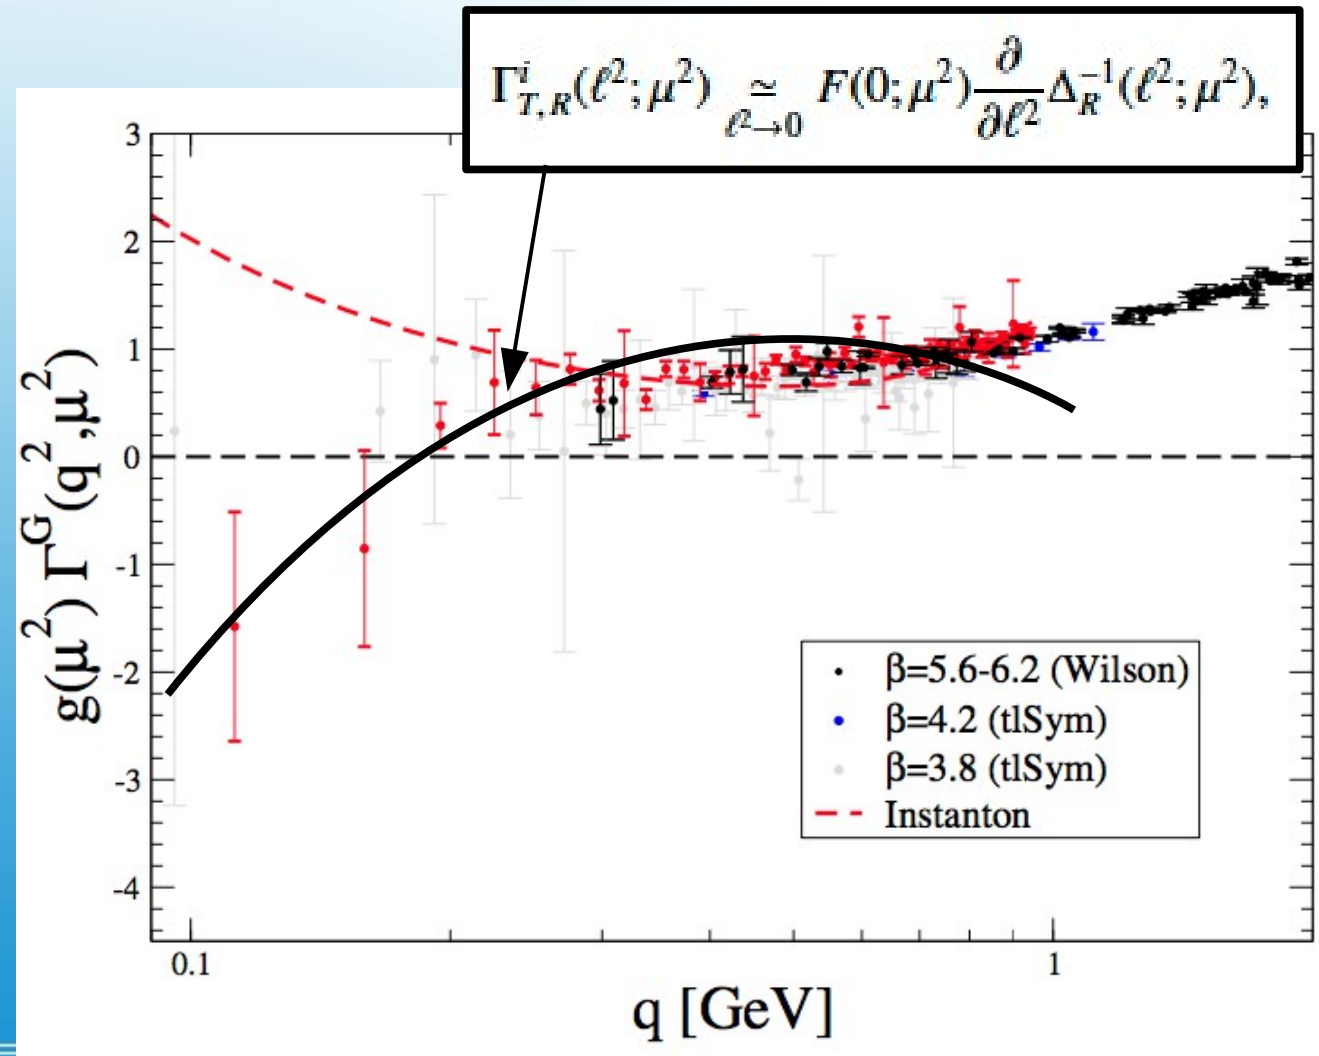 Γ^i_{T,R}(ℓ²;μ²) ≃_{ℓ²→0} F(0;μ²) ∂/∂ℓ² Δ_R^{-1}(ℓ²;μ²),
3
2
1
0
-1
-2
-3
-4
g(μ²) Γ^G(q²,μ²)
β=5.6-6.2 (Wilson)
β=4.2 (tlSym)
β=3.8 (tlSym)
Instanton
0.1 1
q [GeV]